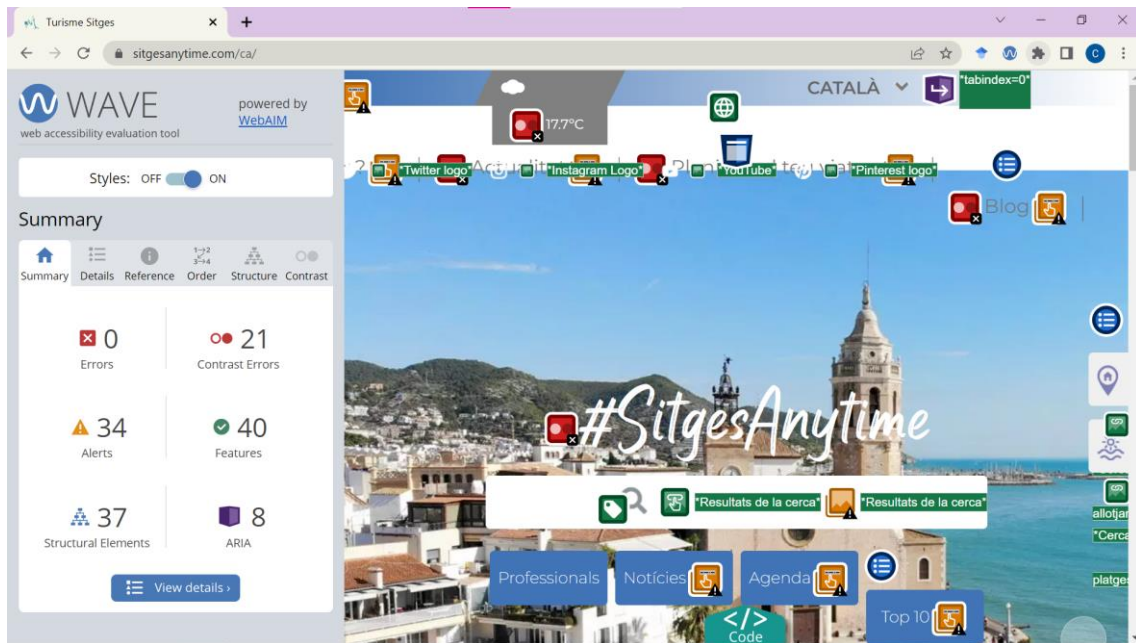 Turisme Sitges
sitgesanytime.com/ca/
C
WAVE
web accessibility evaluation tool
powered by
WebAIM
Styles: OFF ON
Summary
Summary Details Reference Order Structure Contrast
0
Errors
21
Contrast Errors
34
Alerts
40
Features
37
Structural Elements
8
ARIA
View details ›
CATALÀ
*tabindex=0*
17.7°C
*Twitter logo*
*Instagram Logo*
*YouTube*
*Pinterest logo*
Blog
#SitgesAnytime
*Resultats de la cerca*
*Resultats de la cerca*
allotjar
*Cerca
platges
Professionals
Notícies
Agenda
Top 10
</>
Code